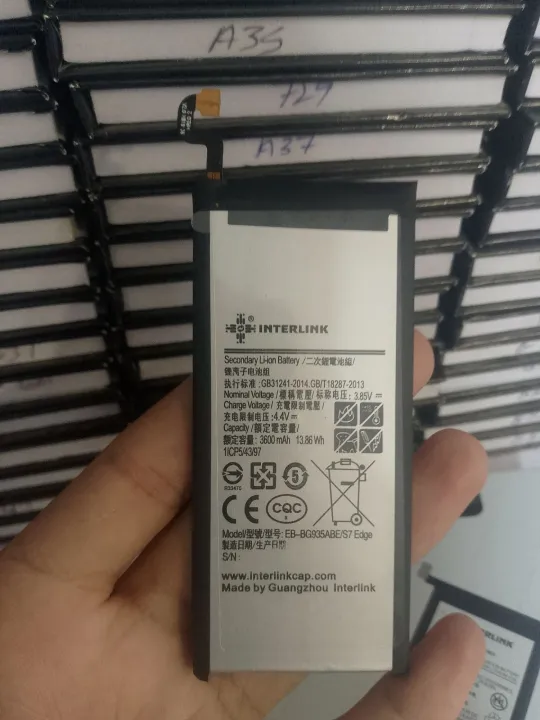 A35
A37
INTERLINK
Secondary Li-ion Battery /二次鋰電池組/
锂离子电池组
执行标准:GB31241-2014,GB/T18287-2013
Nominal Voltage / 標稱電壓/ 标称电压: 3.85V
Charge Voltage / 充電限制電壓/
充电限制电压:4.4V
Capacity / 額定電容量/
额定容量: 3600mAh 13.86 Wh
1ICP5/43/97
5
CE
CQC
Model/型號/型号: EB-BG935ABE/S7 Edge
製造日期/生产日期
S/N :
www.interlinkcap.com
Made by Guangzhou Interlink
INTERLINK